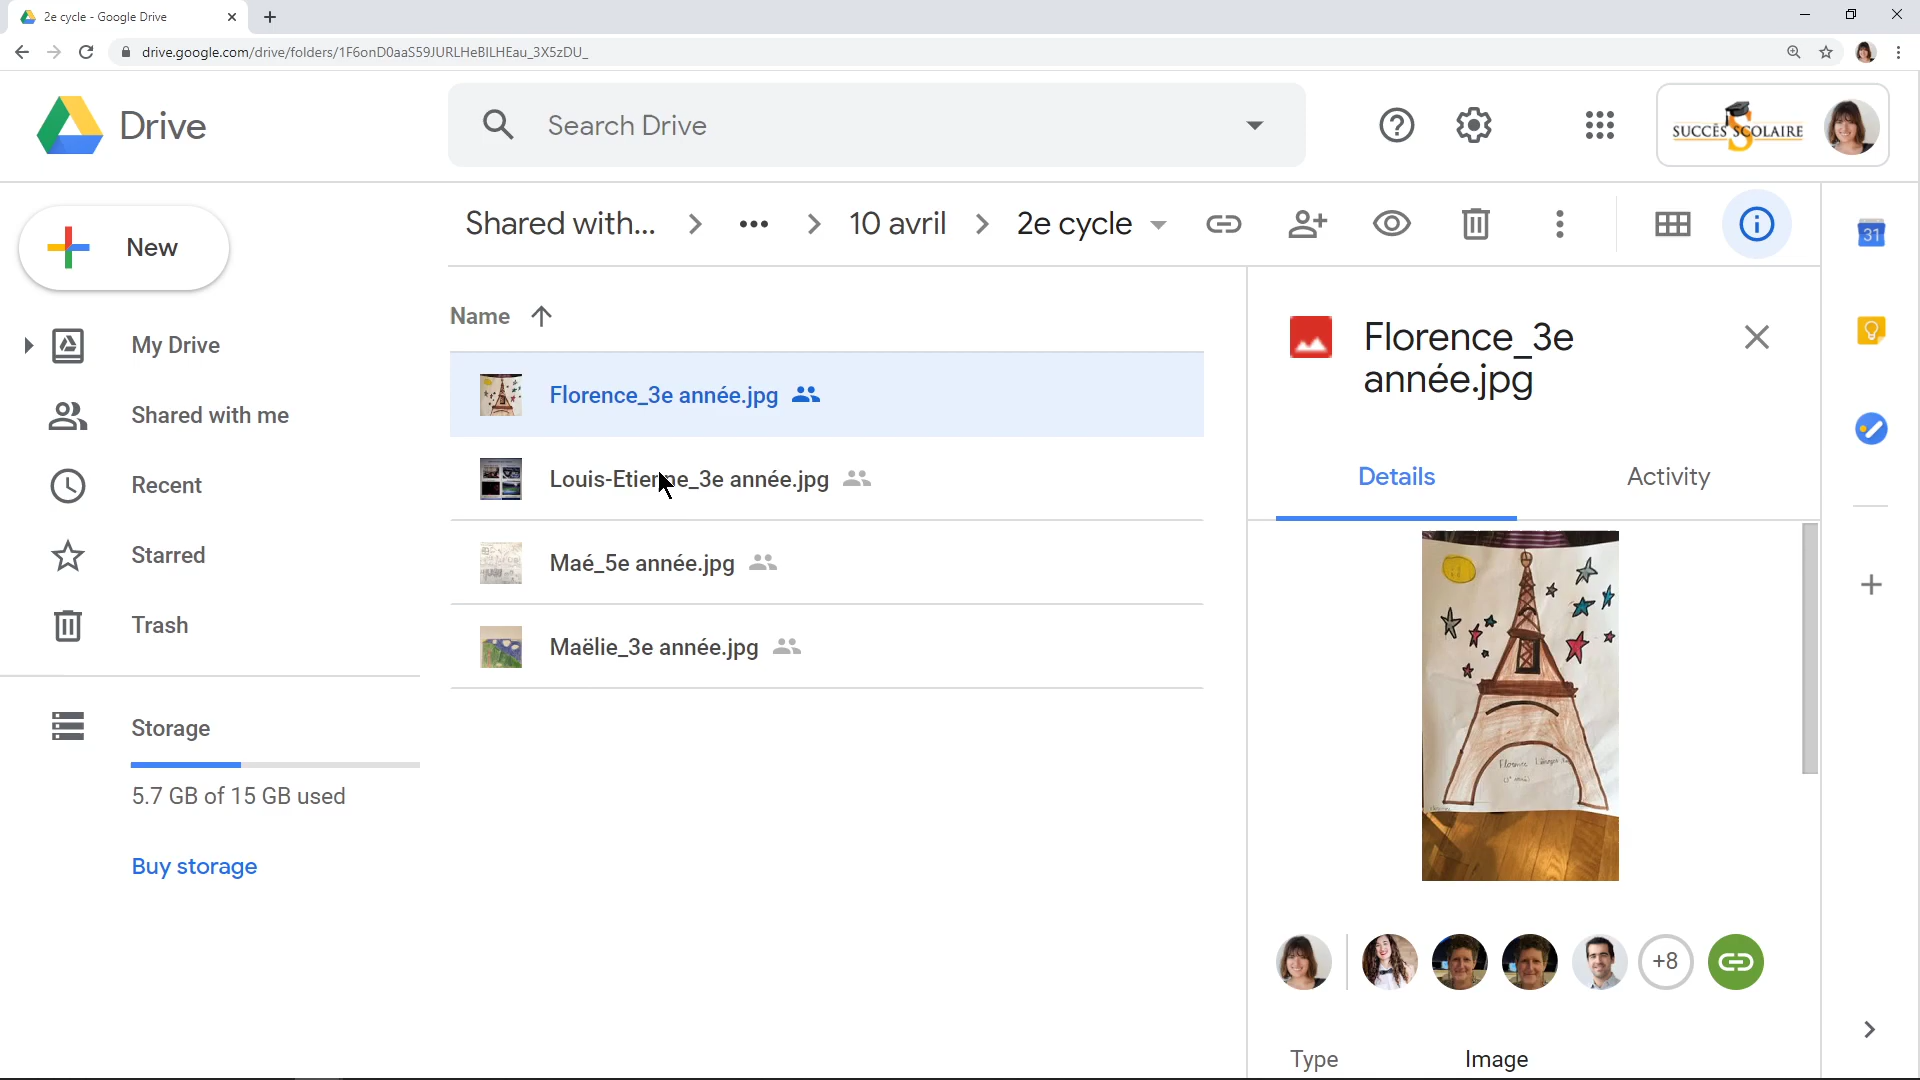 2e cycle - Google Drive
drive.google.com/drive/folders/1F6onD0aaS59JURLHeBILHEau_3X5zDU_
Drive
Search Drive
SUCCÈS SCOLAIRE
New
Shared with...
10 avril
2e cycle
31
My Drive
Shared with me
Recent
Starred
Trash
Storage
5.7 GB of 15 GB used
Buy storage
Name
Florence_3e année.jpg
Louis-Etienne_3e année.jpg
Maé_5e année.jpg
Maëlie_3e année.jpg
Florence_3e
année.jpg
Details
Activity
Florence
+8
Type
Image